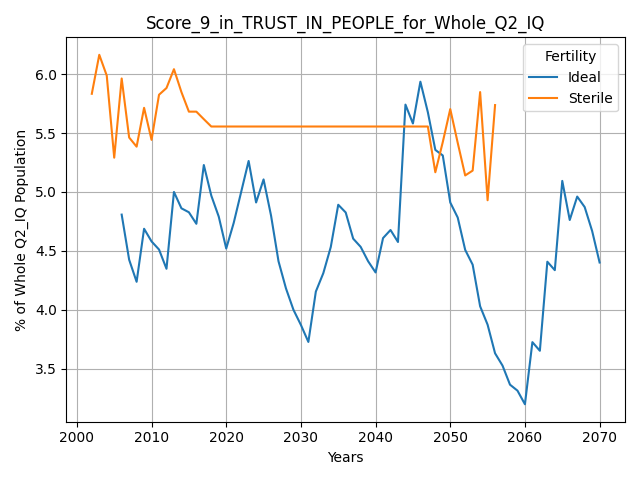 Score_9_in_TRUST_IN_PEOPLE_for_Whole_Q2_IQ
Fertility
Ideal
Sterile
% of Whole Q2_IQ Population
6.0
5.5
5.0
4.5
4.0
3.5
2000 2010 2020 2030 2040 2050 2060 2070
Years